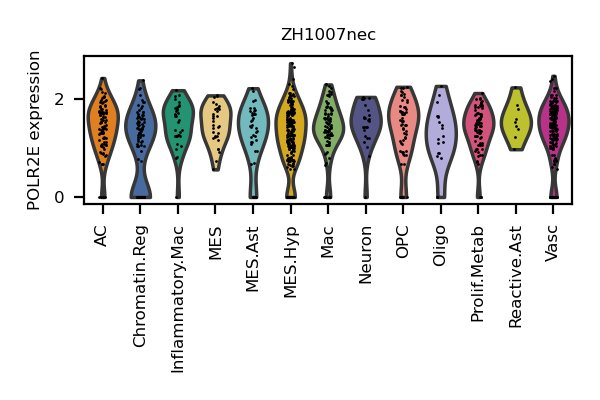 ZH1007nec
POLR2E expression
2
0
AC
Chromatin.Reg
Inflammatory.Mac
MES
MES.Ast
MES.Hyp
Mac
Neuron
OPC
Oligo
Prolif.Metab
Reactive.Ast
Vasc